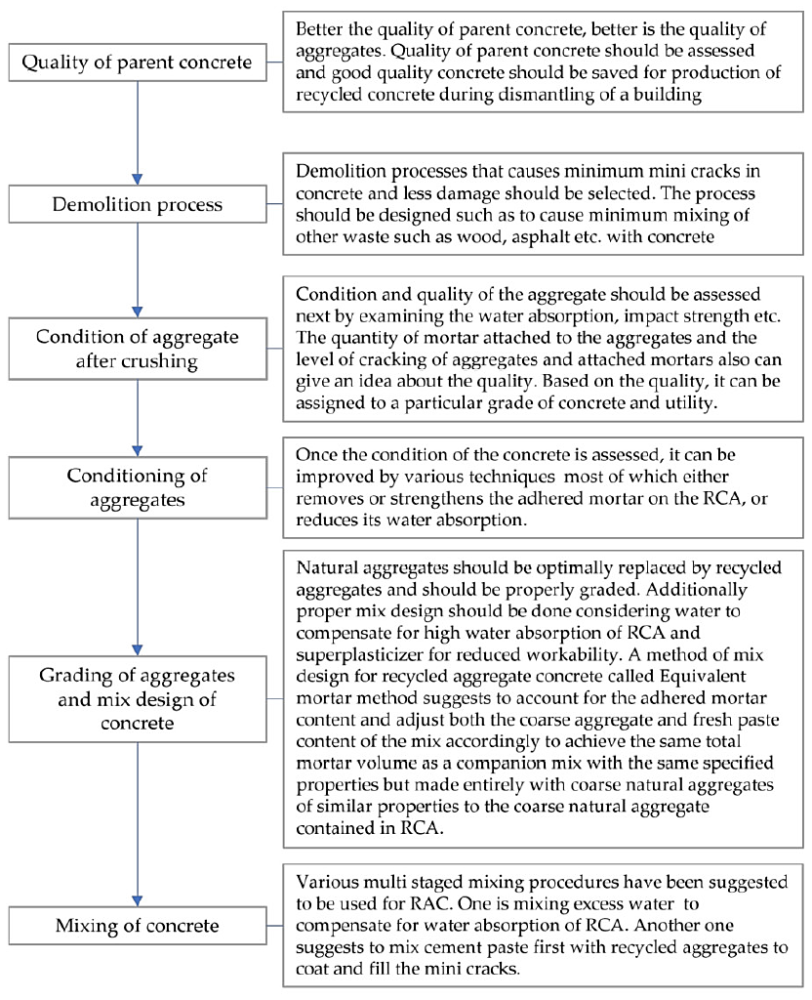 Quality of parent concrete
Better the quality of parent concrete, better is the quality of
aggregates. Quality of parent concrete should be assessed
and good quality concrete should be saved for production of
recycled concrete during dismantling of a building
Demolition process
Demolition processes that causes minimum mini cracks in
concrete and less damage should be selected. The process
should be designed such as to cause minimum mixing of
other waste such as wood, asphalt etc. with concrete
Condition of aggregate
after crushing
Condition and quality of the aggregate should be assessed
next by examining the water absorption, impact strength etc.
The quantity of mortar attached to the aggregates and the
level of cracking of aggregates and attached mortars also can
give an idea about the quality. Based on the quality, it can be
assigned to a particular grade of concrete and utility.
Conditioning of
aggregates
Once the condition of the concrete is assessed, it can be
improved by various techniques most of which either
removes or strengthens the adhered mortar on the RCA, or
reduces its water absorption.
Grading of aggregates
and mix design of
concrete
Natural aggregates should be optimally replaced by recycled
aggregates and should be properly graded. Additionally
proper mix design should be done considering water to
compensate for high water absorption of RCA and
superplasticizer for reduced workability. A method of mix
design for recycled aggregate concrete called Equivalent
mortar method suggests to account for the adhered mortar
content and adjust both the coarse aggregate and fresh paste
content of the mix accordingly to achieve the same total
mortar volume as a companion mix with the same specified
properties but made entirely with coarse natural aggregates
of similar properties to the coarse natural aggregate
contained in RCA.
Mixing of concrete
Various multi staged mixing procedures have been suggested
to be used for RAC. One is mixing excess water to
compensate for water absorption of RCA. Another one
suggests to mix cement paste first with recycled aggregates to
coat and fill the mini cracks.